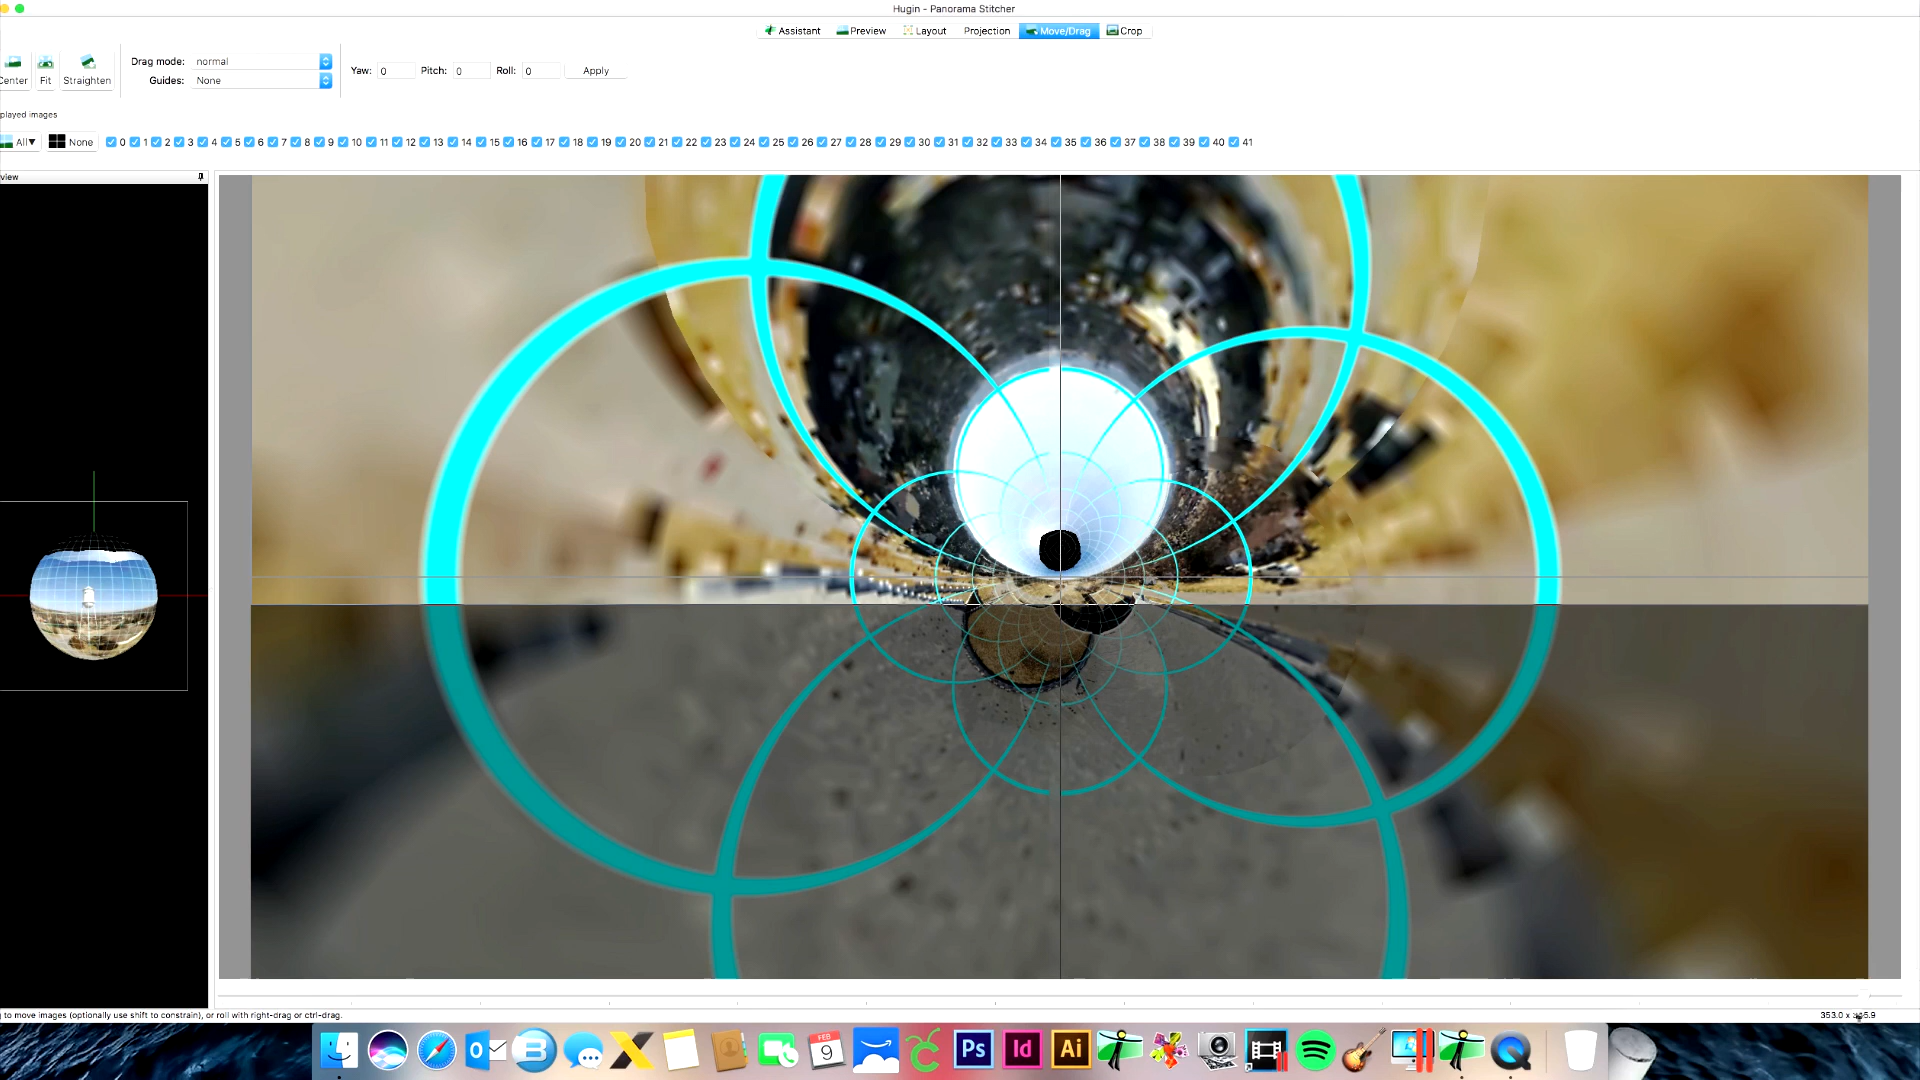 Hugin - Panorama Stitcher
Assistant Preview Layout Projection Move/Drag Crop
Center Fit Straighten
Drag mode: normal
Guides: None
Yaw: 0 Pitch: 0 Roll: 0 Apply
played images
All▾ None 0 1 2 3 4 5 6 7 8 9 10 11 12 13 14 15 16 17 18 19 20 21 22 23 24 25 26 27 28 29 30 31 32 33 34 35 36 37 38 39 40 41
view
to move images (optionally use shift to constrain), or roll with right-drag or ctrl-drag.
353.0 x
FEB
9
Ps Id Ai